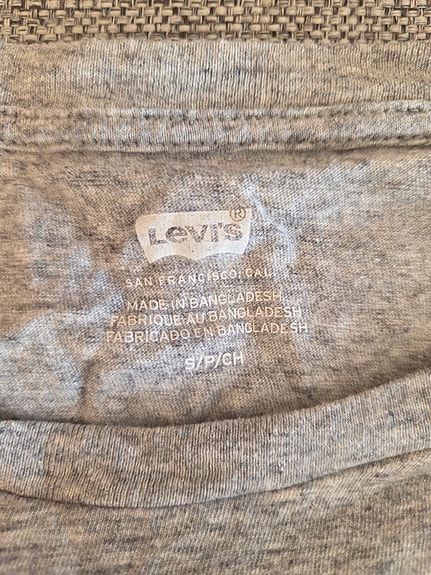 Levi's ®
SAN FRANCISCO, CAL.
MADE IN BANGLADESH
FABRIQUE AU BANGLADESH
FABRICADO EN BANGLADESH
S/P/CH